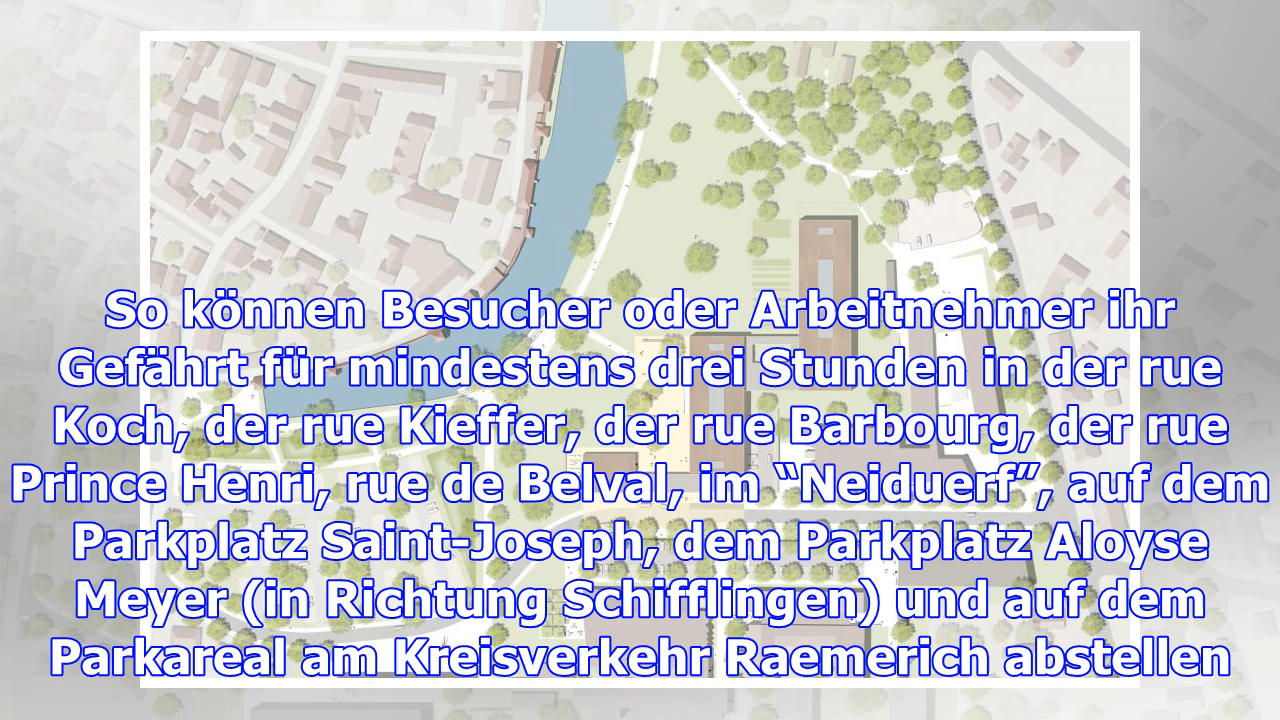 So können Besucher oder Arbeitnehmer ihr
Gefährt für mindestens drei Stunden in der rue
Koch, der rue Kieffer, der rue Barbourg, der rue
Prince Henri, rue de Belval, im “Neiduerf”, auf dem
Parkplatz Saint-Joseph, dem Parkplatz Aloyse
Meyer (in Richtung Schifflingen) und auf dem
Parkareal am Kreisverkehr Raemerich abstellen